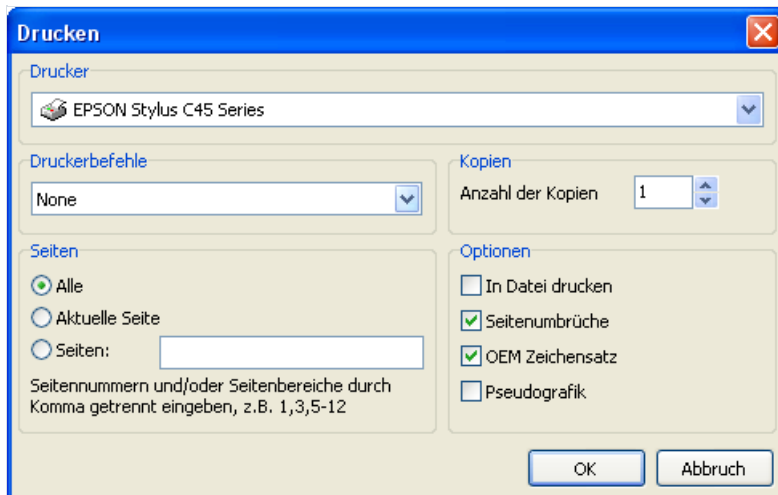 Drucken
Drucker
EPSON Stylus C45 Series
Druckerbefehle
None
Kopien
Anzahl der Kopien 1
Seiten
Alle
Aktuelle Seite
Seiten:
Seitennummern und/oder Seitenbereiche durch
Komma getrennt eingeben, z.B. 1,3,5-12
Optionen
In Datei drucken
Seitenumbrüche
OEM Zeichensatz
Pseudografik
OK Abbruch